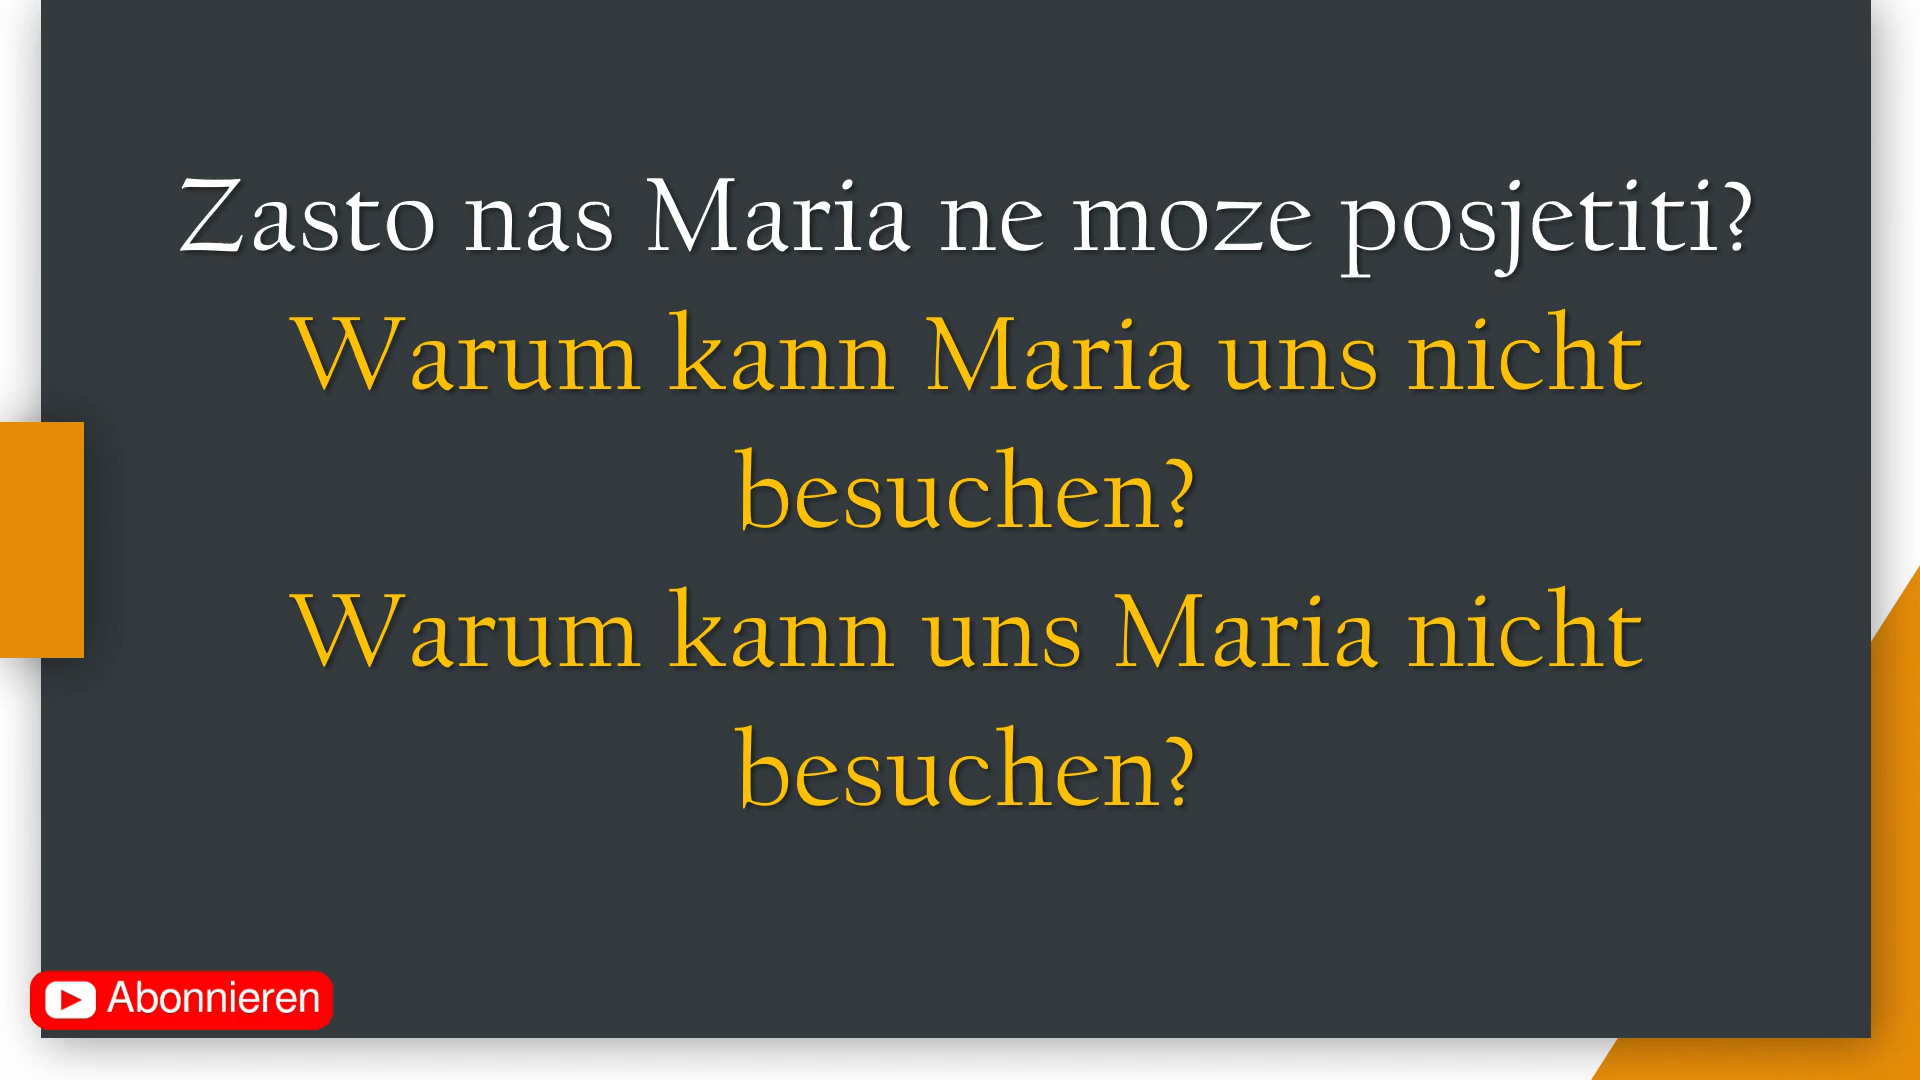 Zasto nas Maria ne moze posjetiti?
Warum kann Maria uns nicht
besuchen?
Warum kann uns Maria nicht
besuchen?
Abonnieren